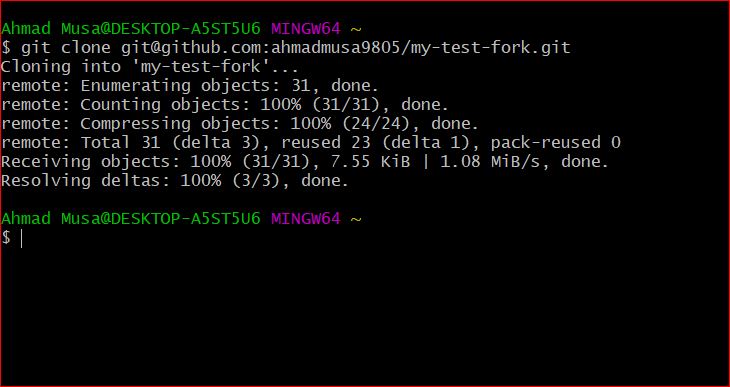 Ahmad Musa@DESKTOP-A5ST5U6 MINGW64 ~
$ git clone git@github.com:ahmadmusa9805/my-test-fork.git
Cloning into 'my-test-fork'...
remote: Enumerating objects: 31, done.
remote: Counting objects: 100% (31/31), done.
remote: Compressing objects: 100% (24/24), done.
remote: Total 31 (delta 3), reused 23 (delta 1), pack-reused 0
Receiving objects: 100% (31/31), 7.55 KiB | 1.08 MiB/s, done.
Resolving deltas: 100% (3/3), done.
Ahmad Musa@DESKTOP-A5ST5U6 MINGW64 ~
$